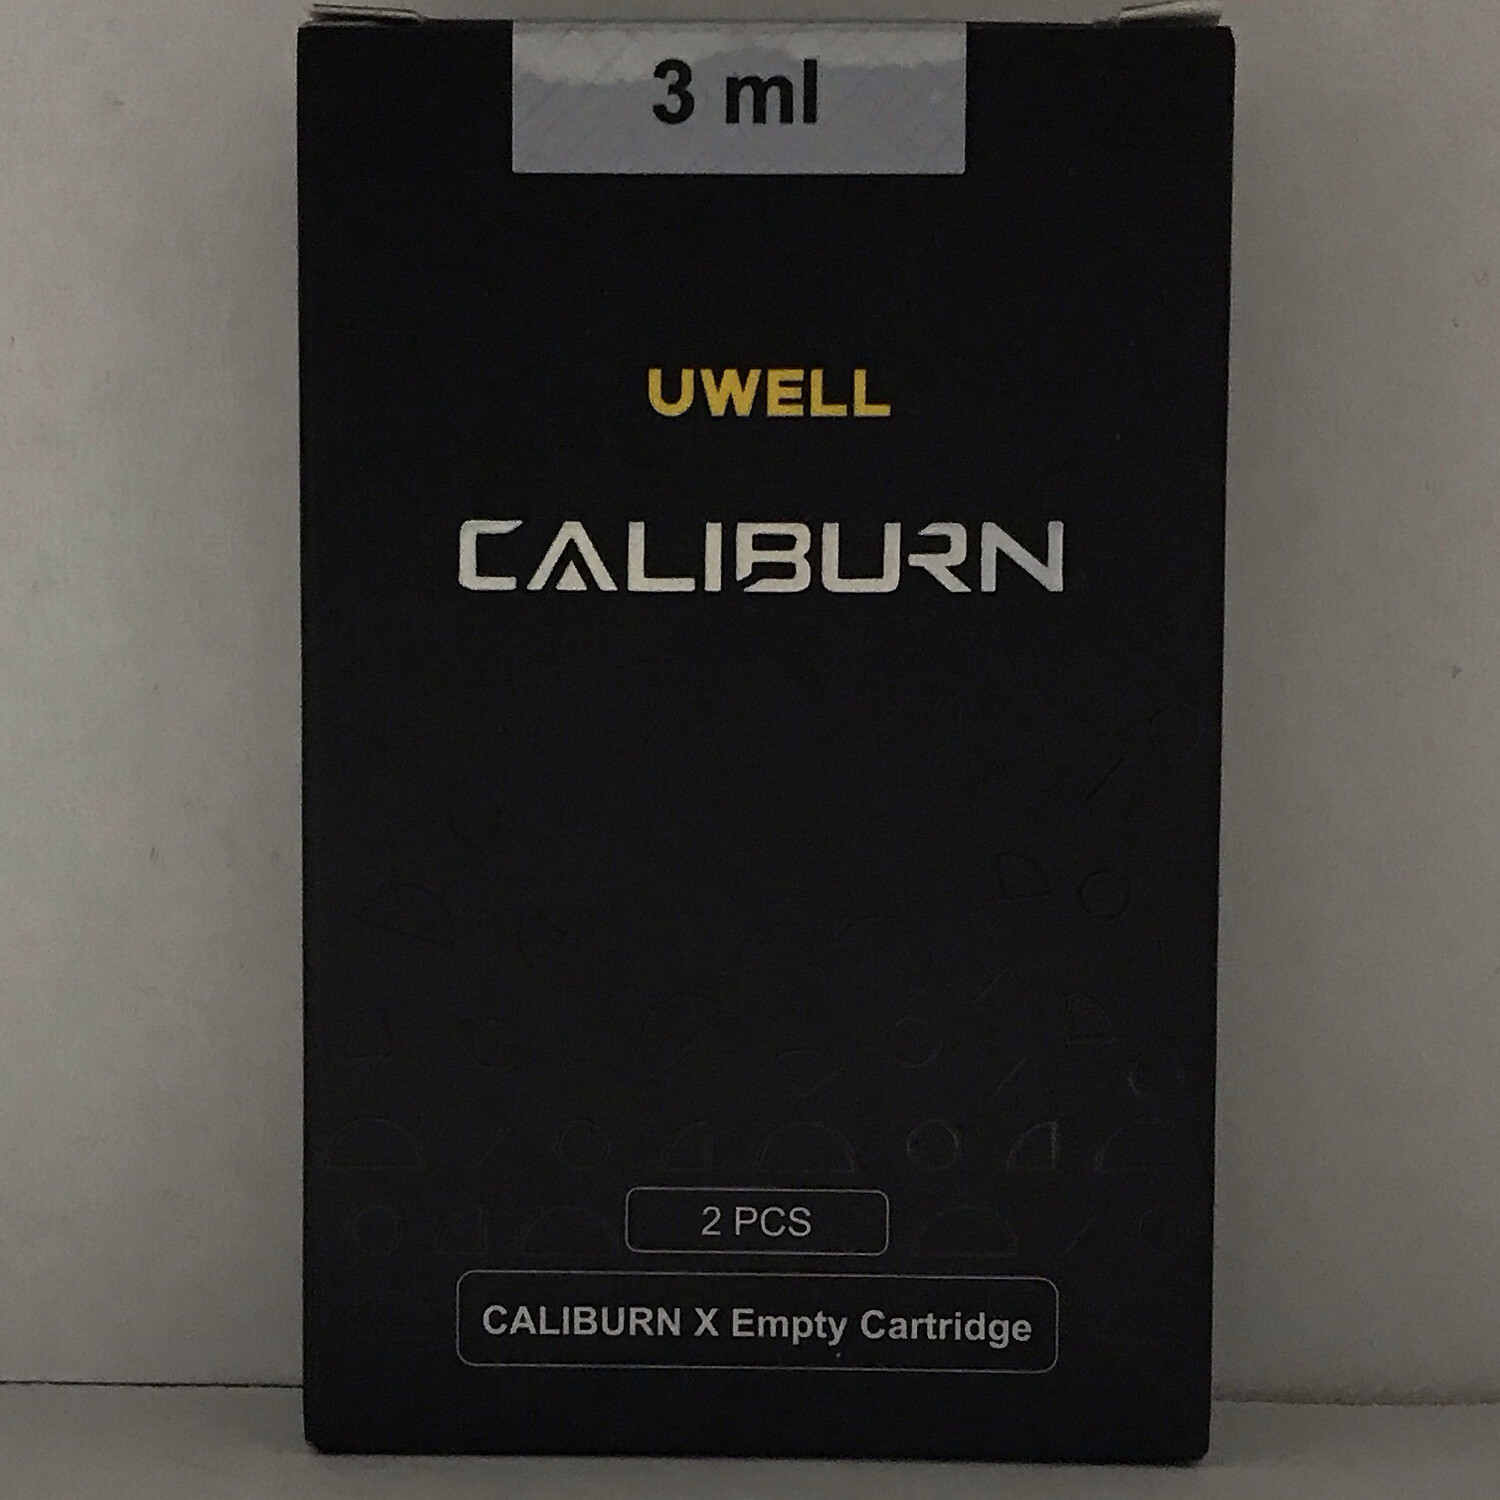 3 ml
UWELL
CALIBURN
2 PCS
CALIBURN X Empty Cartridge